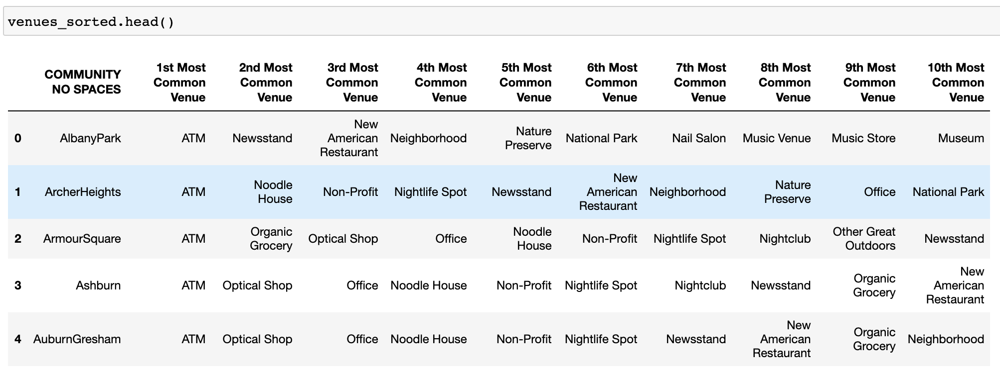 venues_sorted.head()
COMMUNITY NO SPACES 1st Most Common Venue 2nd Most Common Venue 3rd Most Common Venue 4th Most Common Venue 5th Most Common Venue 6th Most Common Venue 7th Most Common Venue 8th Most Common Venue 9th Most Common Venue 10th Most Common Venue
0 AlbanyPark ATM Newsstand New American Restaurant Neighborhood Nature Preserve National Park Nail Salon Music Venue Music Store Museum
1 ArcherHeights ATM Noodle House Non-Profit Nightlife Spot Newsstand New American Restaurant Neighborhood Nature Preserve Office National Park
2 ArmourSquare ATM Organic Grocery Optical Shop Office Noodle House Non-Profit Nightlife Spot Nightclub Other Great Outdoors Newsstand
3 Ashburn ATM Optical Shop Office Noodle House Non-Profit Nightlife Spot Nightclub Newsstand Organic Grocery New American Restaurant
4 AuburnGresham ATM Optical Shop Office Noodle House Non-Profit Nightlife Spot Newsstand New American Restaurant Organic Grocery Neighborhood